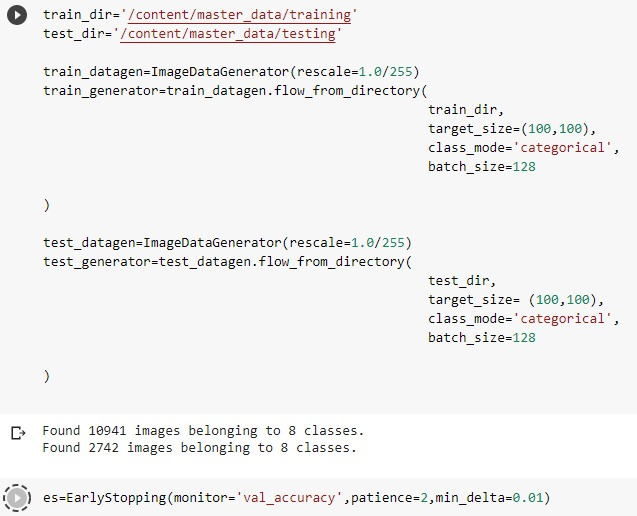 train_dir='/content/master_data/training'
test_dir='/content/master_data/testing'
train_datagen=ImageDataGenerator(rescale=1.0/255)
train_generator=train_datagen.flow_from_directory(
train_dir,
target_size=(100,100),
class_mode='categorical',
batch_size=128
)
test_datagen=ImageDataGenerator(rescale=1.0/255)
test_generator=test_datagen.flow_from_directory(
test_dir,
target_size= (100,100),
class_mode='categorical',
batch_size=128
)
Found 10941 images belonging to 8 classes.
Found 2742 images belonging to 8 classes.
es=EarlyStopping(monitor='val_accuracy',patience=2,min_delta=0.01)